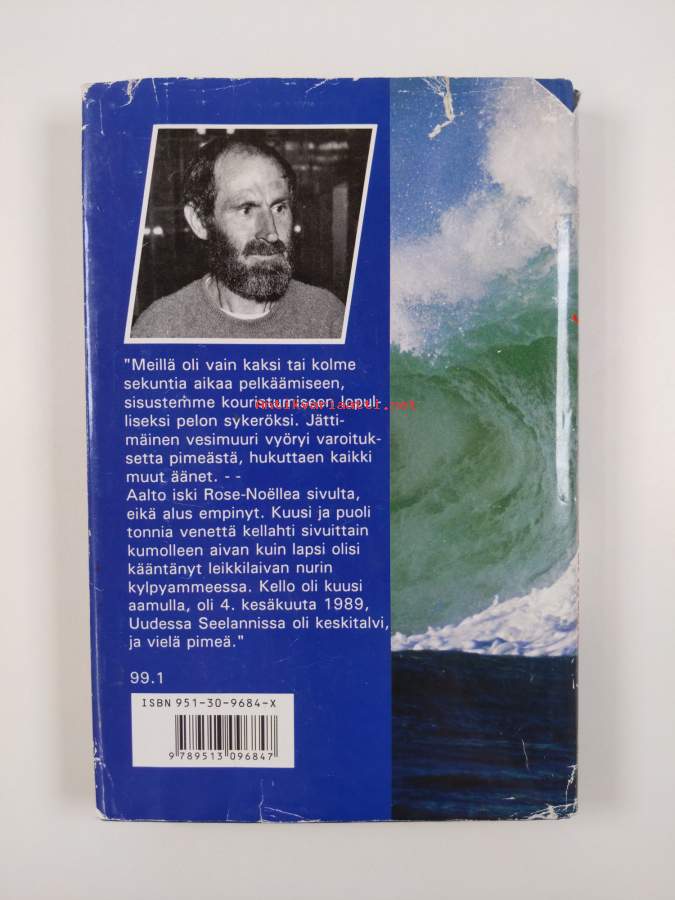 "Meillä oli vain kaksi tai kolme
sekuntia aikaa pelkäämiseen,
sisustemme kouristumiseen lopul-
liseksi pelon sykeröksi. Jätti-
mäinen vesimuuri vyöryi varoituk-
setta pimeästä, hukuttaen kaikki
muut äänet. - -
Aalto iski Rose-Noëllea sivulta,
eikä alus empinyt. Kuusi ja puoli
tonnia venettä kellahti sivuittain
kumolleen aivan kuin lapsi olisi
kääntänyt leikkilaivan nurin
kylpyammeessa. Kello oli kuusi
aamulla, oli 4. kesäkuuta 1989,
Uudessa Seelannissa oli keskitalvi,
ja vielä pimeä."
99.1
ISBN 951-30-9684-X
9 789513 096847
antikvariaatti.net